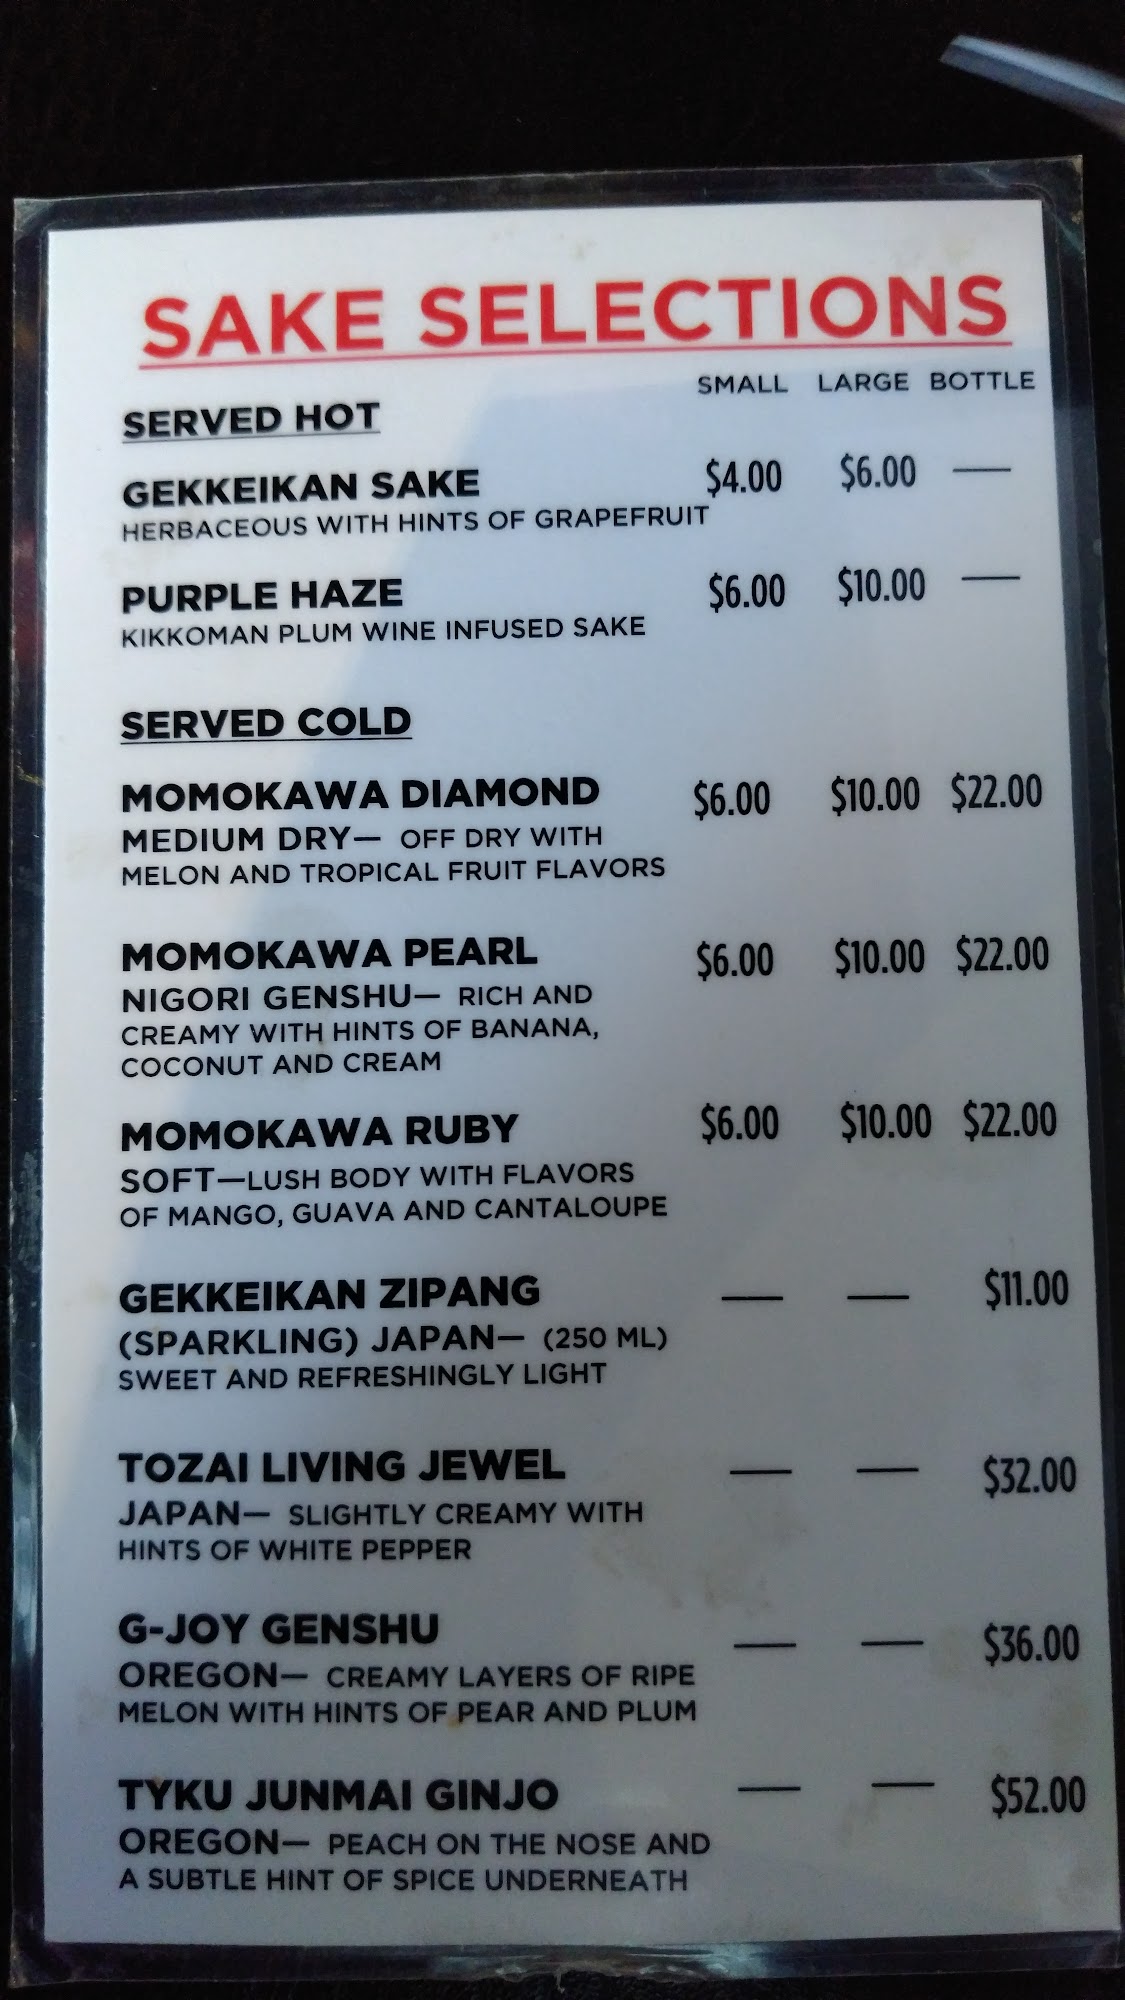 SAKE SELECTIONS
SMALL LARGE BOTTLE
SERVED HOT
GEKKEIKAN SAKE $4.00 $6.00 —
HERBACEOUS WITH HINTS OF GRAPEFRUIT
PURPLE HAZE $6.00 $10.00 —
KIKKOMAN PLUM WINE INFUSED SAKE
SERVED COLD
MOMOKAWA DIAMOND $6.00 $10.00 $22.00
MEDIUM DRY— OFF DRY WITH
MELON AND TROPICAL FRUIT FLAVORS
MOMOKAWA PEARL $6.00 $10.00 $22.00
NIGORI GENSHU— RICH AND
CREAMY WITH HINTS OF BANANA,
COCONUT AND CREAM
MOMOKAWA RUBY $6.00 $10.00 $22.00
SOFT—LUSH BODY WITH FLAVORS
OF MANGO, GUAVA AND CANTALOUPE
GEKKEIKAN ZIPANG — — $11.00
(SPARKLING) JAPAN— (250 ML)
SWEET AND REFRESHINGLY LIGHT
TOZAI LIVING JEWEL — — $32.00
JAPAN— SLIGHTLY CREAMY WITH
HINTS OF WHITE PEPPER
G-JOY GENSHU — — $36.00
OREGON— CREAMY LAYERS OF RIPE
MELON WITH HINTS OF PEAR AND PLUM
TYKU JUNMAI GINJO — — $52.00
OREGON— PEACH ON THE NOSE AND
A SUBTLE HINT OF SPICE UNDERNEATH